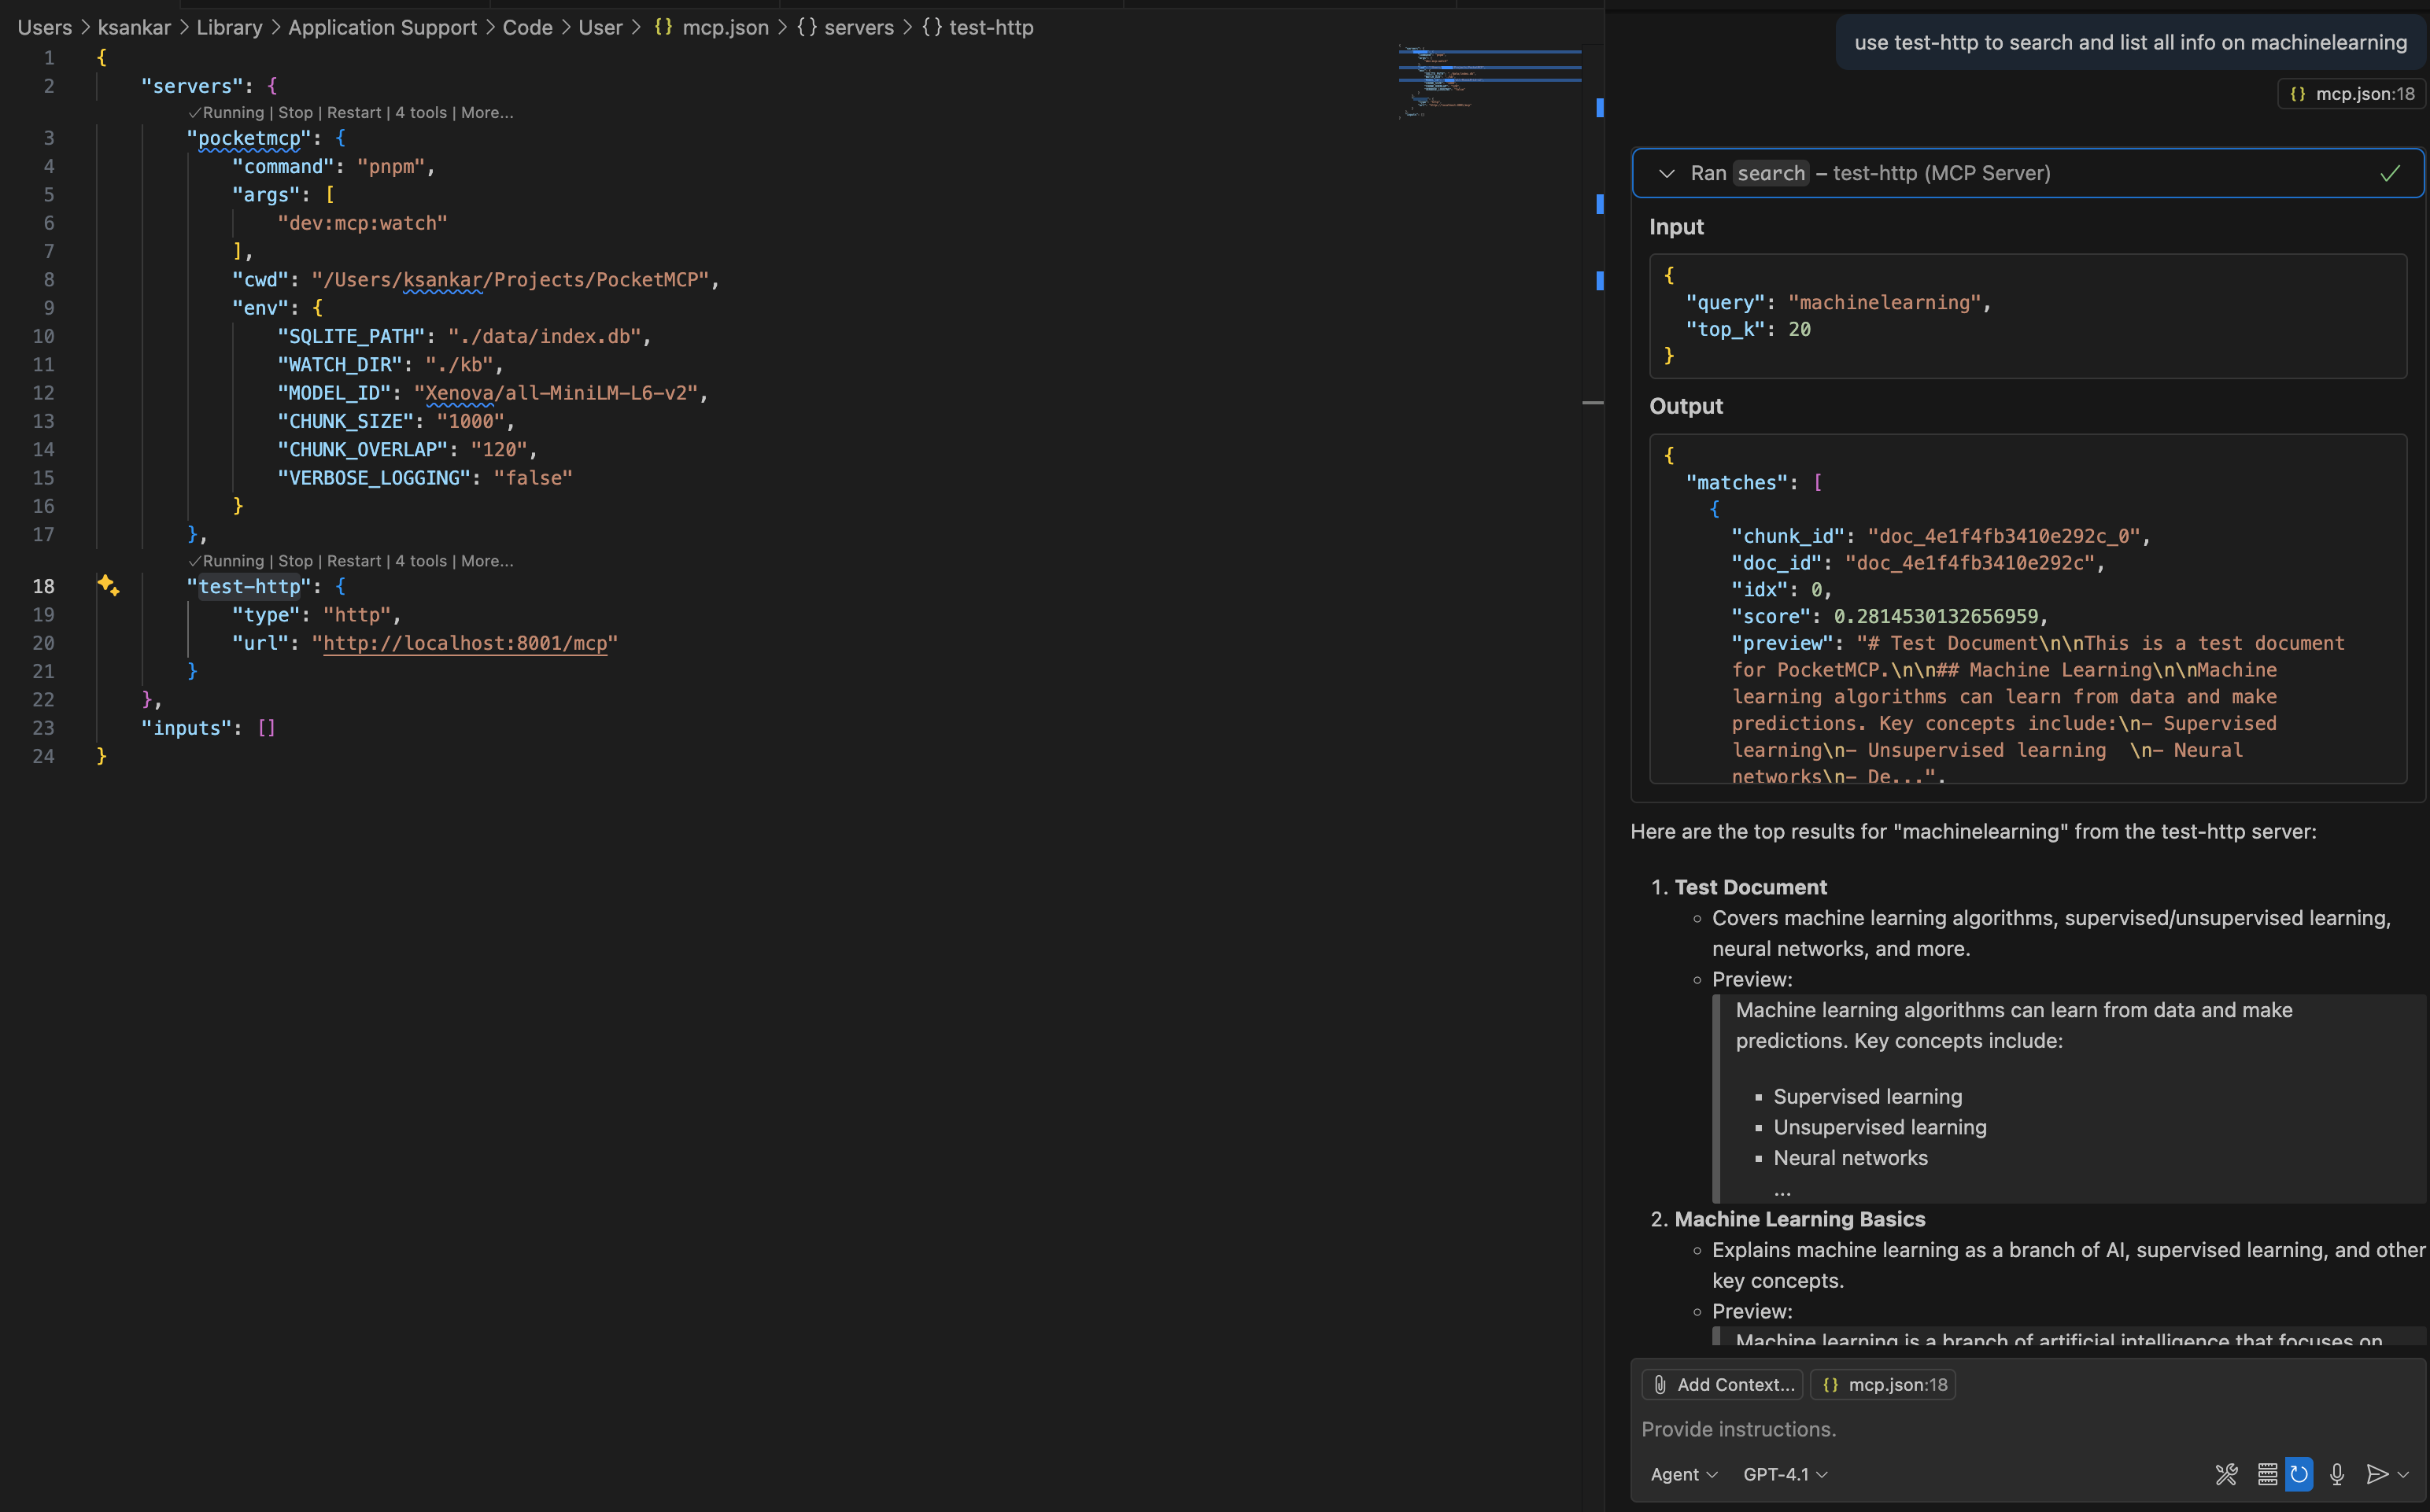 Users > ksankar > Library > Application Support > Code > User > {} mcp.json > {} servers > {} test-http
1 {
2 "servers": {
✓Running | Stop | Restart | 4 tools | More...
3 "pocketmcp": {
4 "command": "pnpm",
5 "args": [
6 "dev:mcp:watch"
7 ],
8 "cwd": "/Users/ksankar/Projects/PocketMCP",
9 "env": {
10 "SQLITE_PATH": "./data/index.db",
11 "WATCH_DIR": "./kb",
12 "MODEL_ID": "Xenova/all-MiniLM-L6-v2",
13 "CHUNK_SIZE": "1000",
14 "CHUNK_OVERLAP": "120",
15 "VERBOSE_LOGGING": "false"
16 }
17 },
✓Running | Stop | Restart | 4 tools | More...
18 "test-http": {
19 "type": "http",
20 "url": "http://localhost:8001/mcp"
21 }
22 },
23 "inputs": []
24 }
use test-http to search and list all info on machinelearning
{} mcp.json:18
Ran search – test-http (MCP Server)
Input
{
"query": "machinelearning",
"top_k": 20
}
Output
{
"matches": [
{
"chunk_id": "doc_4e1f4fb3410e292c_0",
"doc_id": "doc_4e1f4fb3410e292c",
"idx": 0,
"score": 0.2814530132656959,
"preview": "# Test Document\n\nThis is a test document
for PocketMCP.\n\n## Machine Learning\n\nMachine
learning algorithms can learn from data and make
predictions. Key concepts include:\n- Supervised
learning\n- Unsupervised learning  \n- Neural
networks\n- De...",
Here are the top results for "machinelearning" from the test-http server:
1. Test Document
Covers machine learning algorithms, supervised/unsupervised learning,
neural networks, and more.
Preview:
Machine learning algorithms can learn from data and make
predictions. Key concepts include:
Supervised learning
Unsupervised learning
Neural networks
...
2. Machine Learning Basics
Explains machine learning as a branch of AI, supervised learning, and other
key concepts.
Preview:
Machine learning is a branch of artificial intelligence that focuses on
Add Context... {} mcp.json:18
Provide instructions.
Agent GPT-4.1